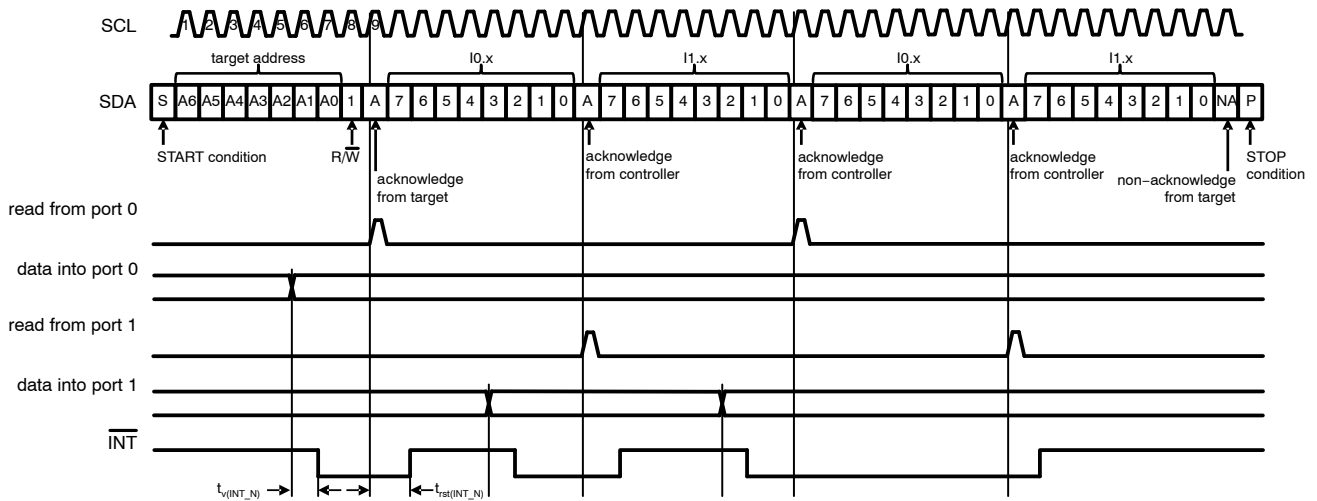 SCL 1 2 3 4 5 6 7 8 9
target address I0.x I1.x I0.x I1.x
SDA S A6 A5 A4 A3 A2 A1 A0 1 A 7 6 5 4 3 2 1 0 A 7 6 5 4 3 2 1 0 A 7 6 5 4 3 2 1 0 A 7 6 5 4 3 2 1 0 NA P
START condition
R/W
acknowledge
from target
acknowledge
from controller
acknowledge
from controller
acknowledge
from controller
non−acknowledge
from target
STOP
condition
read from port 0
data into port 0
read from port 1
data into port 1
INT
tv(INT_N)
trst(INT_N)